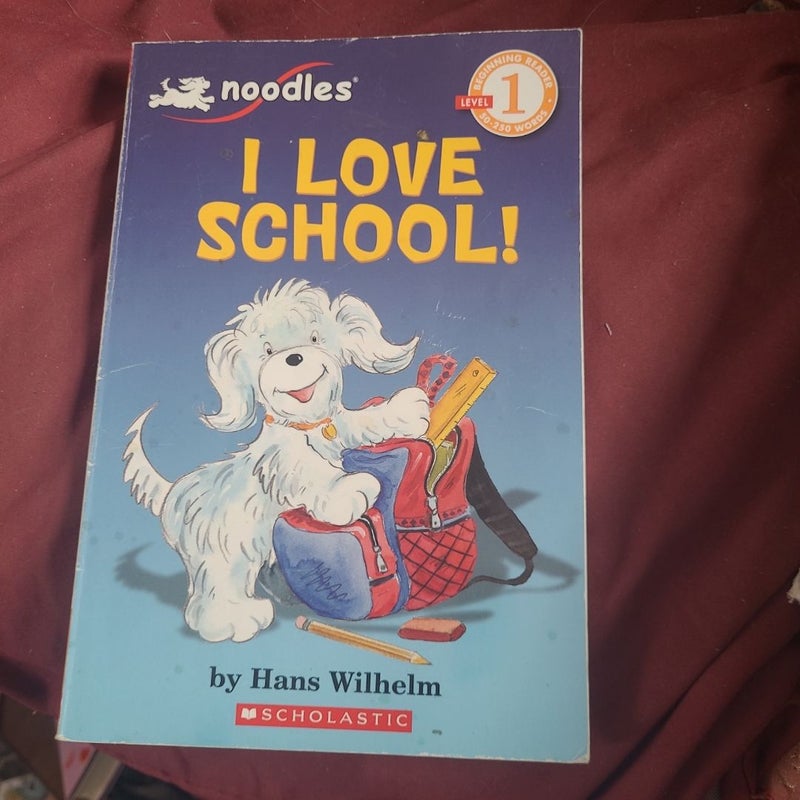 noodles®
BEGINNING READER
LEVEL 1
50-250 WORDS
I LOVE
SCHOOL!
by Hans Wilhelm
SCHOLASTIC